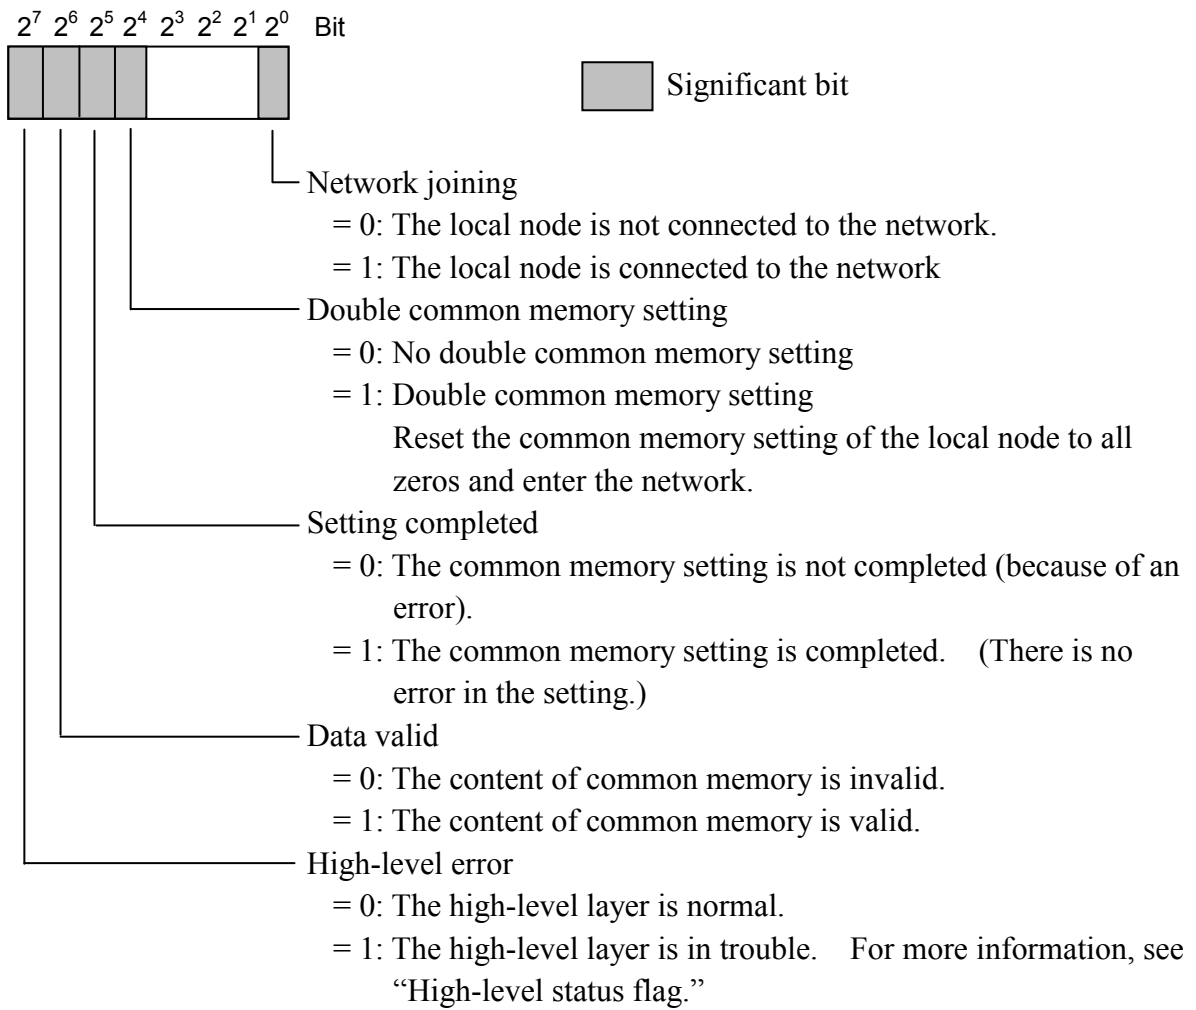 2⁷ 2⁶ 2⁵ 2⁴ 2³ 2² 2¹ 2⁰ Bit
Significant bit
Network joining
= 0: The local node is not connected to the network.
= 1: The local node is connected to the network
Double common memory setting
= 0: No double common memory setting
= 1: Double common memory setting
Reset the common memory setting of the local node to all
zeros and enter the network.
Setting completed
= 0: The common memory setting is not completed (because of an
error).
= 1: The common memory setting is completed. (There is no
error in the setting.)
Data valid
= 0: The content of common memory is invalid.
= 1: The content of common memory is valid.
High-level error
= 0: The high-level layer is normal.
= 1: The high-level layer is in trouble. For more information, see
“High-level status flag.”